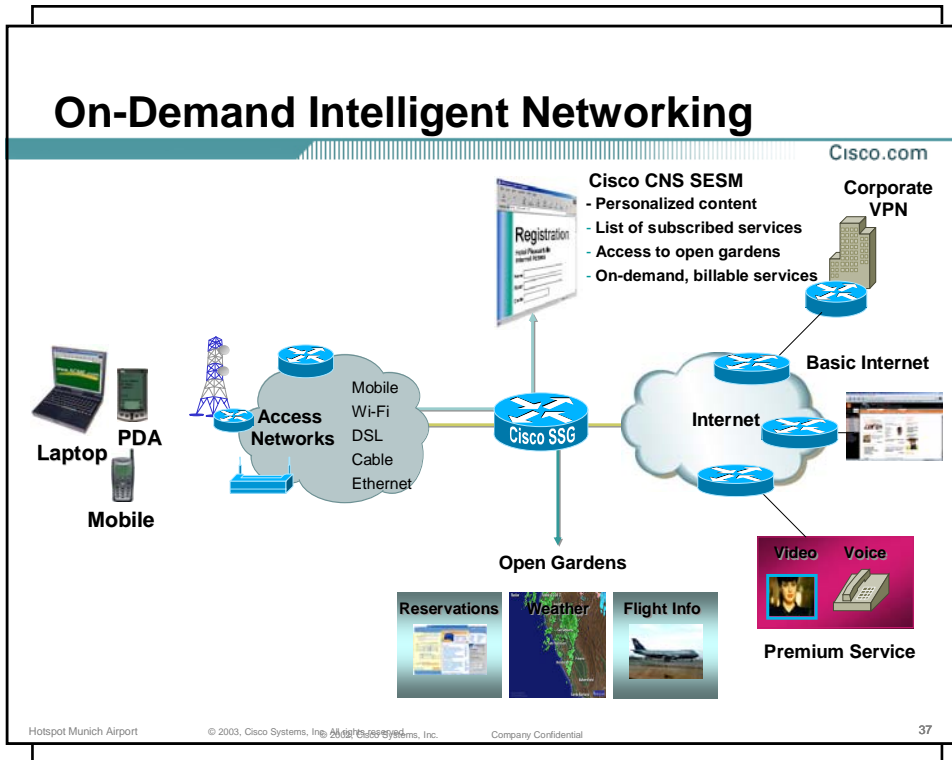 On-Demand Intelligent Networking
Cisco.com
Cisco CNS SESM
- Personalized content
- List of subscribed services
- Access to open gardens
- On-demand, billable services
Corporate
VPN
Registration
Basic Internet
Internet
Access
Networks
Mobile
Wi-Fi
DSL
Cable
Ethernet
Cisco SSG
Laptop
PDA
Mobile
Open Gardens
Reservations
Weather
Flight Info
Video
Voice
Premium Service
Hotspot Munich Airport
© 2003, Cisco Systems, Inc. All rights reserved.
© 2002, Cisco Systems, Inc.
Company Confidential
37